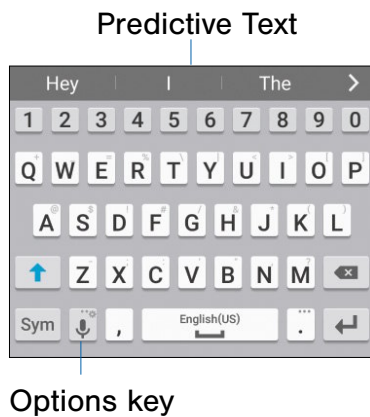 Predictive Text
Hey I The >
1 2 3 4 5 6 7 8 9 0
Q W E R T Y U I O P
A S D F G H J K L
Z X C V B N M
Sym , English(US) .
Options key